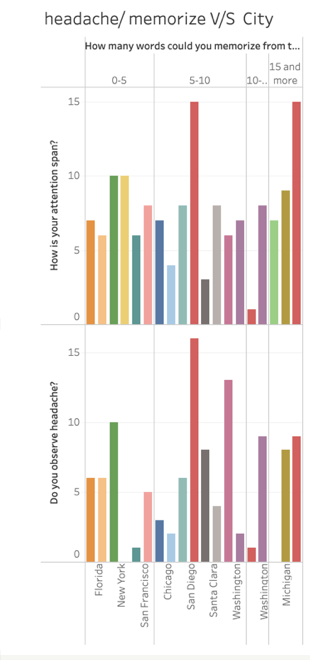 headache/ memorize V/S City
How many words could you memorize from t...
0-5
5-10
10-..
15 and
more
How is your attention span?
15
10
5
0
Do you observe headache?
15
10
5
0
Florida
New York
San Francisco
Chicago
San Diego
Santa Clara
Washington
Washington
Michigan